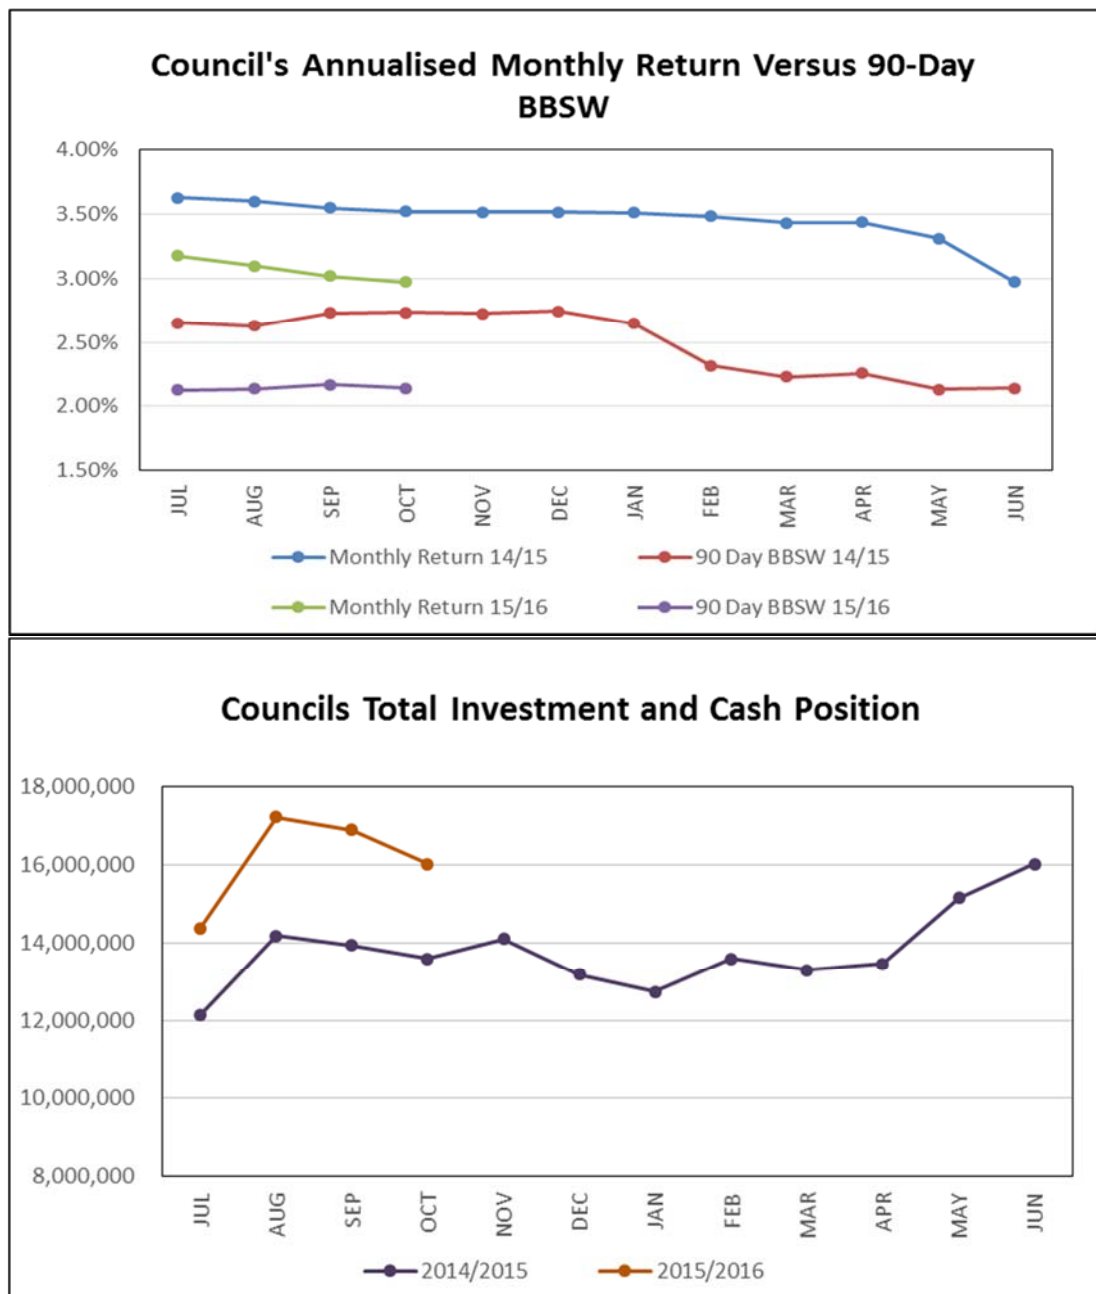 Council's Annualised Monthly Return Versus 90-Day
BBSW
4.00%
3.50%
3.00%
2.50%
2.00%
1.50%
JUL
AUG
SEP
OCT
NOV
DEC
JAN
FEB
MAR
APR
MAY
JUN
Monthly Return 14/15
90 Day BBSW 14/15
Monthly Return 15/16
90 Day BBSW 15/16
Councils Total Investment and Cash Position
18,000,000
16,000,000
14,000,000
12,000,000
10,000,000
8,000,000
JUL
AUG
SEP
OCT
NOV
DEC
JAN
FEB
MAR
APR
MAY
JUN
2014/2015
2015/2016